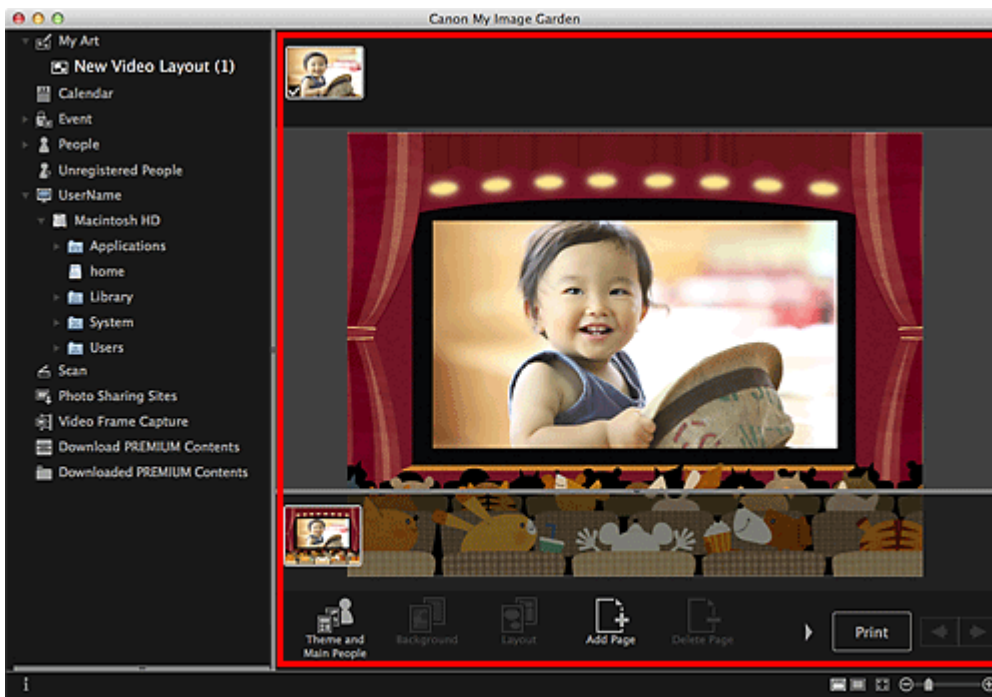 Canon My Image Garden
My Art
New Video Layout (1)
Calendar
Event
People
Unregistered People
UserName
Macintosh HD
Applications
home
Library
System
Users
Scan
Photo Sharing Sites
Video Frame Capture
Download PREMIUM Contents
Downloaded PREMIUM Contents
Theme and
Main People
Background
Layout
Add Page
Delete Page
Print